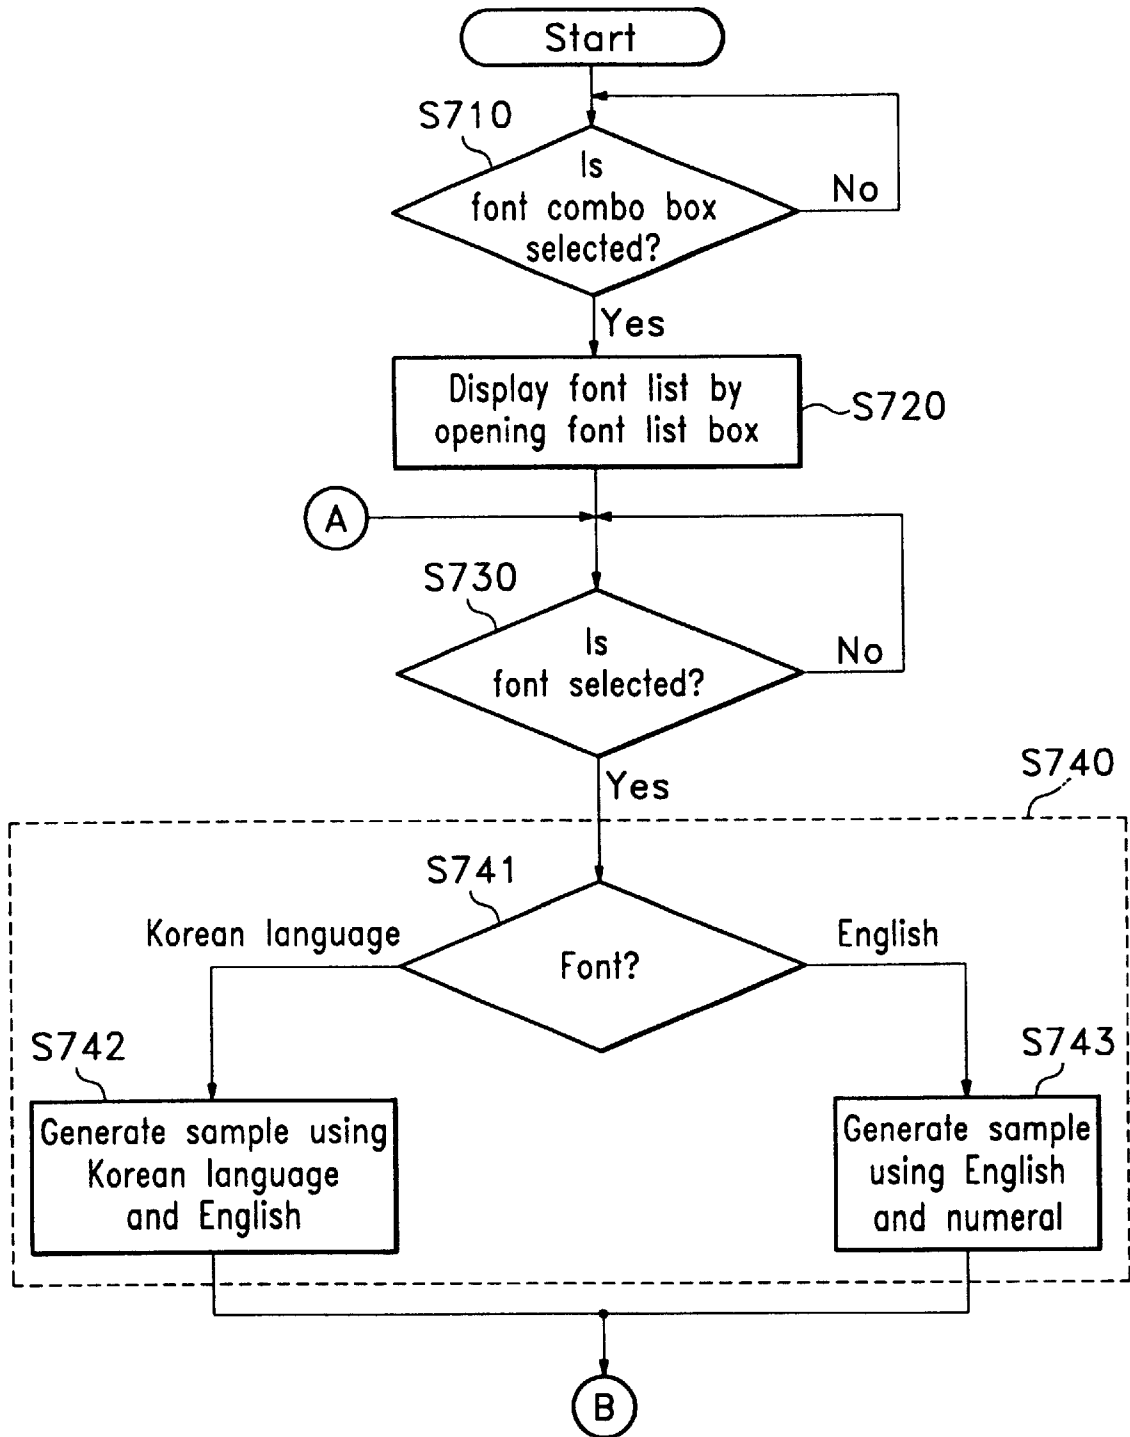 Start
S710
Is
font combo box
selected?
No
Yes
Display font list by
opening font list box
S720
A
S730
Is
font selected?
No
Yes
S740
S741
Korean language
Font?
English
S742
S743
Generate sample using
Korean language
and English
Generate sample
using English
and numeral
B